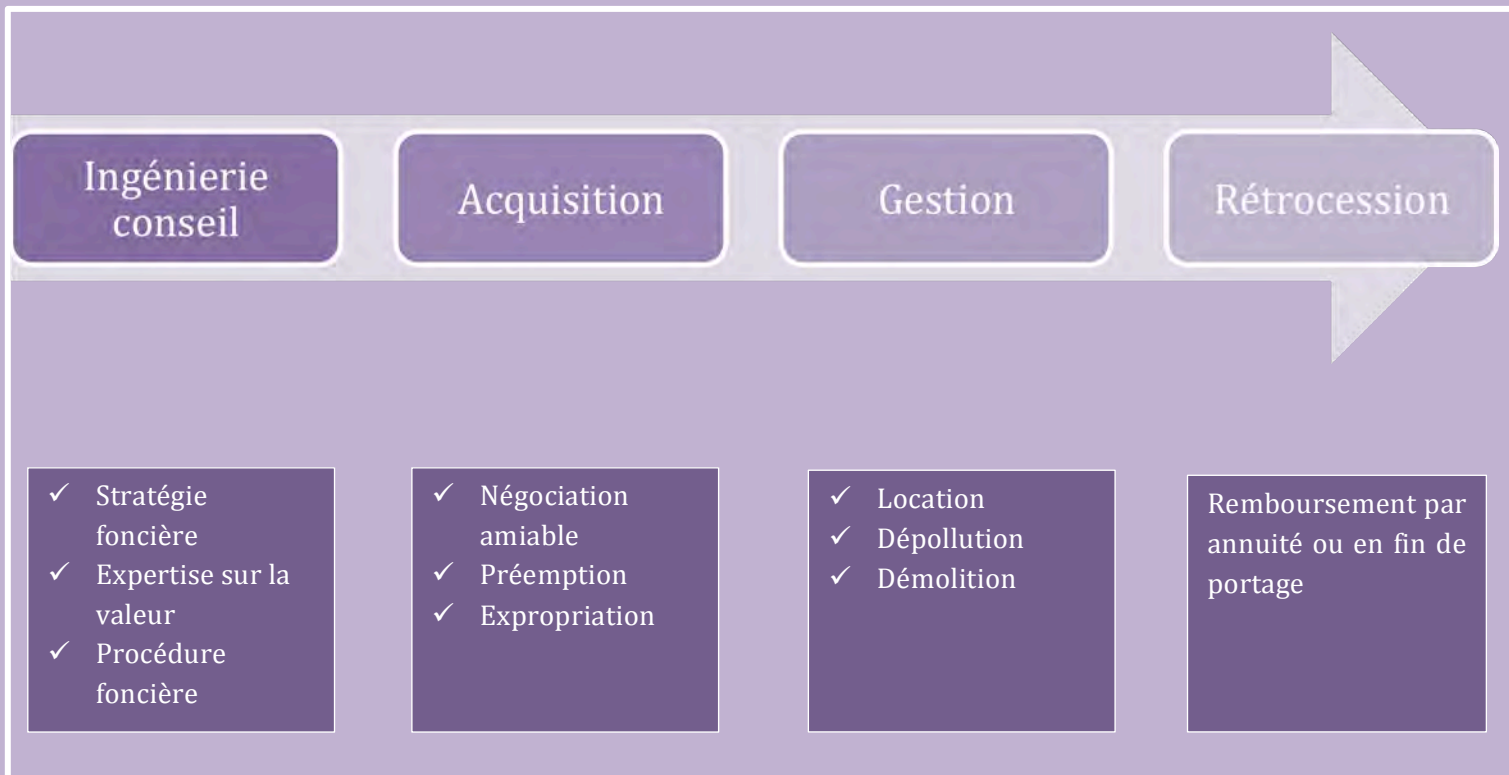 Ingénierie
conseil
Acquisition
Gestion
Rétrocession
✓ Stratégie
foncière
✓ Expertise sur la
valeur
✓ Procédure
foncière
✓ Négociation
amiable
✓ Préemption
✓ Expropriation
✓ Location
✓ Dépollution
✓ Démolition
Remboursement par
annuité ou en fin de
portage